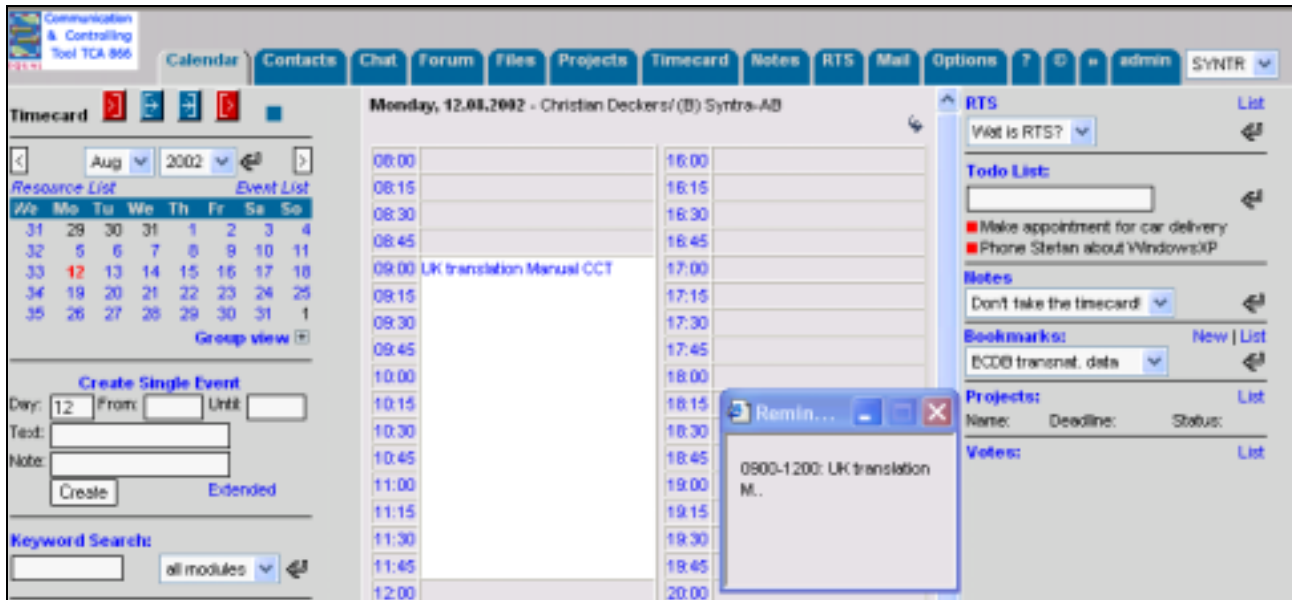 Communication
& Controlling
Tool TCA 866
Calendar Contacts Chat Forum Files Projects Timecard Notes RTS Mail Options ? © » admin SYNTR
Timecard
Monday, 12.08.2002 - Christian Deckers/ (B) Syntra-AB
< Aug 2002 >
Resource List Event List
We Mo Tu We Th Fr Sa So
31 29 30 31 1 2 3 4
32 5 6 7 8 9 10 11
33 12 13 14 15 16 17 18
34 19 20 21 22 23 24 25
35 26 27 28 29 30 31 1
Group view +
Create Single Event
Day: 12 From: Until:
Text:
Note:
Create Extended
Keyword Search:
all modules
08:00
08:15
08:30
08:45
09:00 UK translation Manual CCT
09:15
09:30
09:45
10:00
10:15
10:30
10:45
11:00
11:15
11:30
11:45
12:00
16:00
16:15
16:30
16:45
17:00
17:15
17:30
17:45
18:00
18:15
18:30
18:45
19:00
19:15
19:30
19:45
20:00
Remin...
0900-1200: UK translation
M..
RTS List
Wat is RTS?
Todo List:
Make appointment for car delivery
Phone Stefan about WindowsXP
Notes
Don't take the timecard!
Bookmarks: New | List
ECDB transnat. data
Projects: List
Name: Deadline: Status:
Votes: List